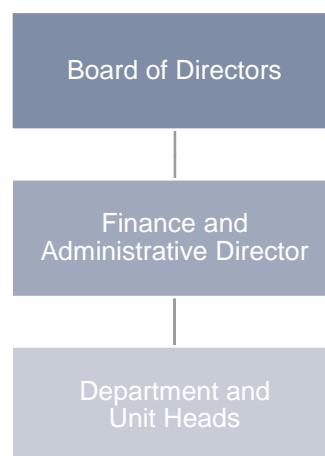 Board of Directors
Finance and
Administrative Director
Department and
Unit Heads